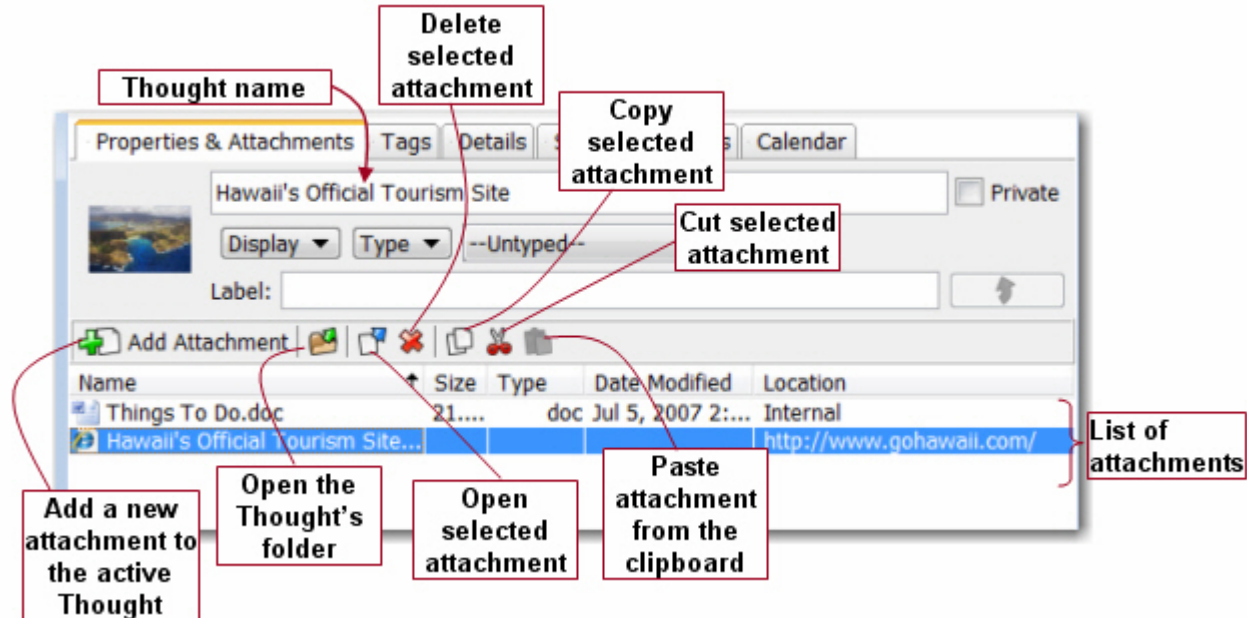 Delete
selected
attachment
Thought name
Copy
selected
attachment
Properties & Attachments Tags Details S s Calendar
Hawaii's Official Tourism Site Private
Cut selected
attachment
Display Type --Untyped--
Label:
Add Attachment
Name Size Type Date Modified Location
Things To Do.doc 21.... doc Jul 5, 2007 2:... Internal
Hawaii's Official Tourism Site... http://www.gohawaii.com/
List of
attachments
Add a new
attachment to
the active
Thought
Open the
Thought's
folder
Open
selected
attachment
Paste
attachment
from the
clipboard